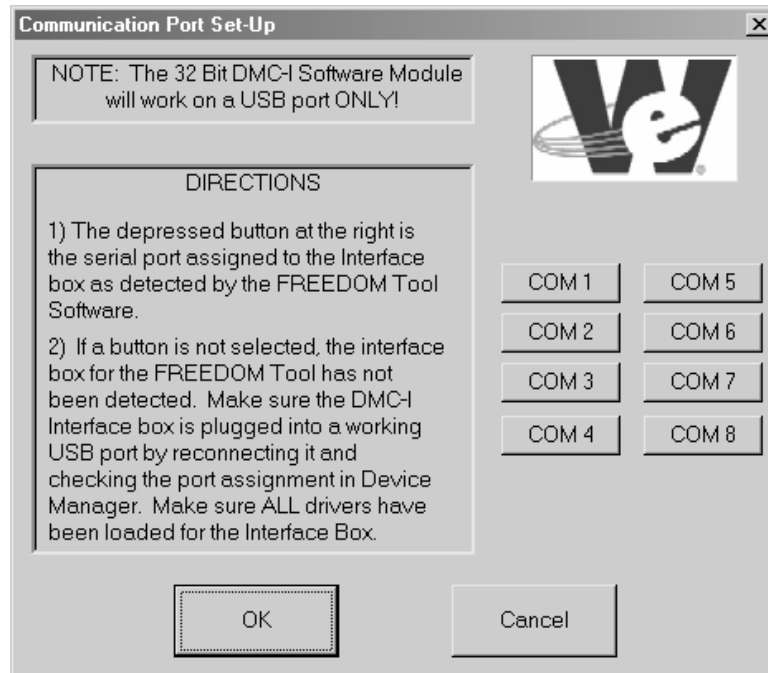 Communication Port Set-Up
NOTE: The 32 Bit DMC-I Software Module
will work on a USB port ONLY!
We
DIRECTIONS
1) The depressed button at the right is
the serial port assigned to the Interface
box as detected by the FREEDOM Tool
Software.
2) If a button is not selected, the interface
box for the FREEDOM Tool has not
been detected. Make sure the DMC-I
Interface box is plugged into a working
USB port by reconnecting it and
checking the port assignment in Device
Manager. Make sure ALL drivers have
been loaded for the Interface Box.
COM 1
COM 5
COM 2
COM 6
COM 3
COM 7
COM 4
COM 8
OK
Cancel